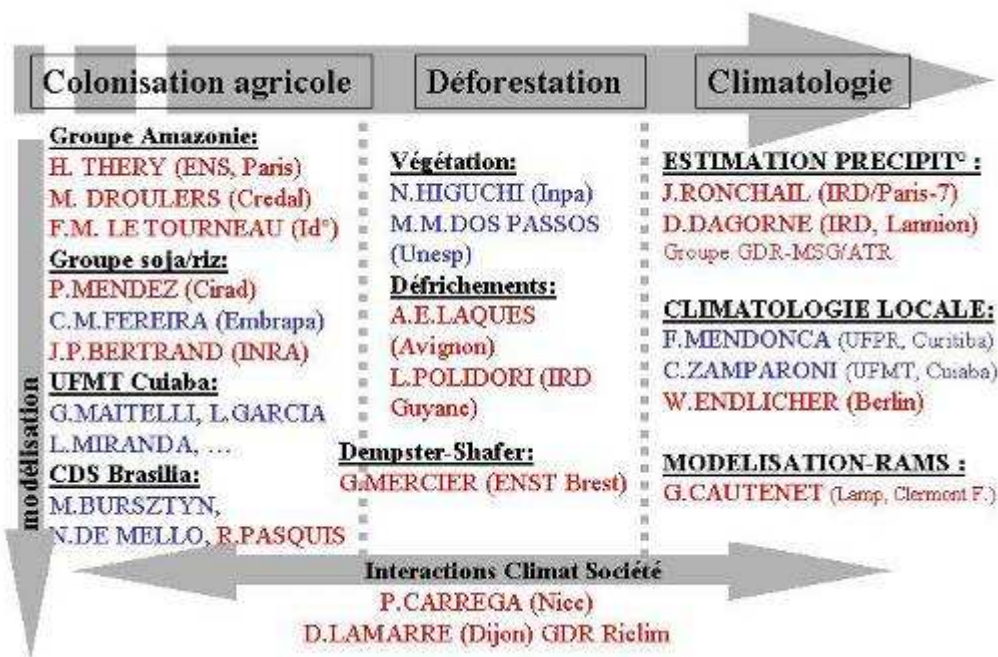 Colonisation agricole
Déforestation
Climatologie
modélisation
Groupe Amazonie:
H. THERY (ENS, Paris)
M. DROULERS (Credal)
F.M. LE TOURNEAU (Id°)
Groupe soja/riz:
P.MENDEZ (Cirad)
C.M.FEREIRA (Embrapa)
J.P.BERTRAND (INRA)
UFMT Cuiaba:
G.MAITELLI, L.GARCIA
L.MIRANDA, …
CDS Brasilia:
M.BURSZTYN,
N.DE MELLO, R.PASQUIS
Végétation:
N.HIGUCHI (Inpa)
M.M.DOS PASSOS
(Unesp)
Défrichements:
A.E.LAQUES
(Avignon)
L.POLIDORI (IRD
Guyane)
Dempster-Shafer:
G.MERCIER (ENST Brest)
ESTIMATION PRECIPIT° :
J.RONCHAIL (IRD/Paris-7)
D.DAGORNE (IRD, Lannion)
Groupe GDR-MSG/ATR
CLIMATOLOGIE LOCALE:
F.MENDONCA (UFPR, Curitiba)
C.ZAMPARONI (UFMT, Cuiaba)
W.ENDLICHER (Berlin)
MODELISATION-RAMS :
G.CAUTENET (Lamp, Clermont F.)
Interactions Climat Société
P.CARREGA (Nice)
D.LAMARRE (Dijon) GDR Riclim